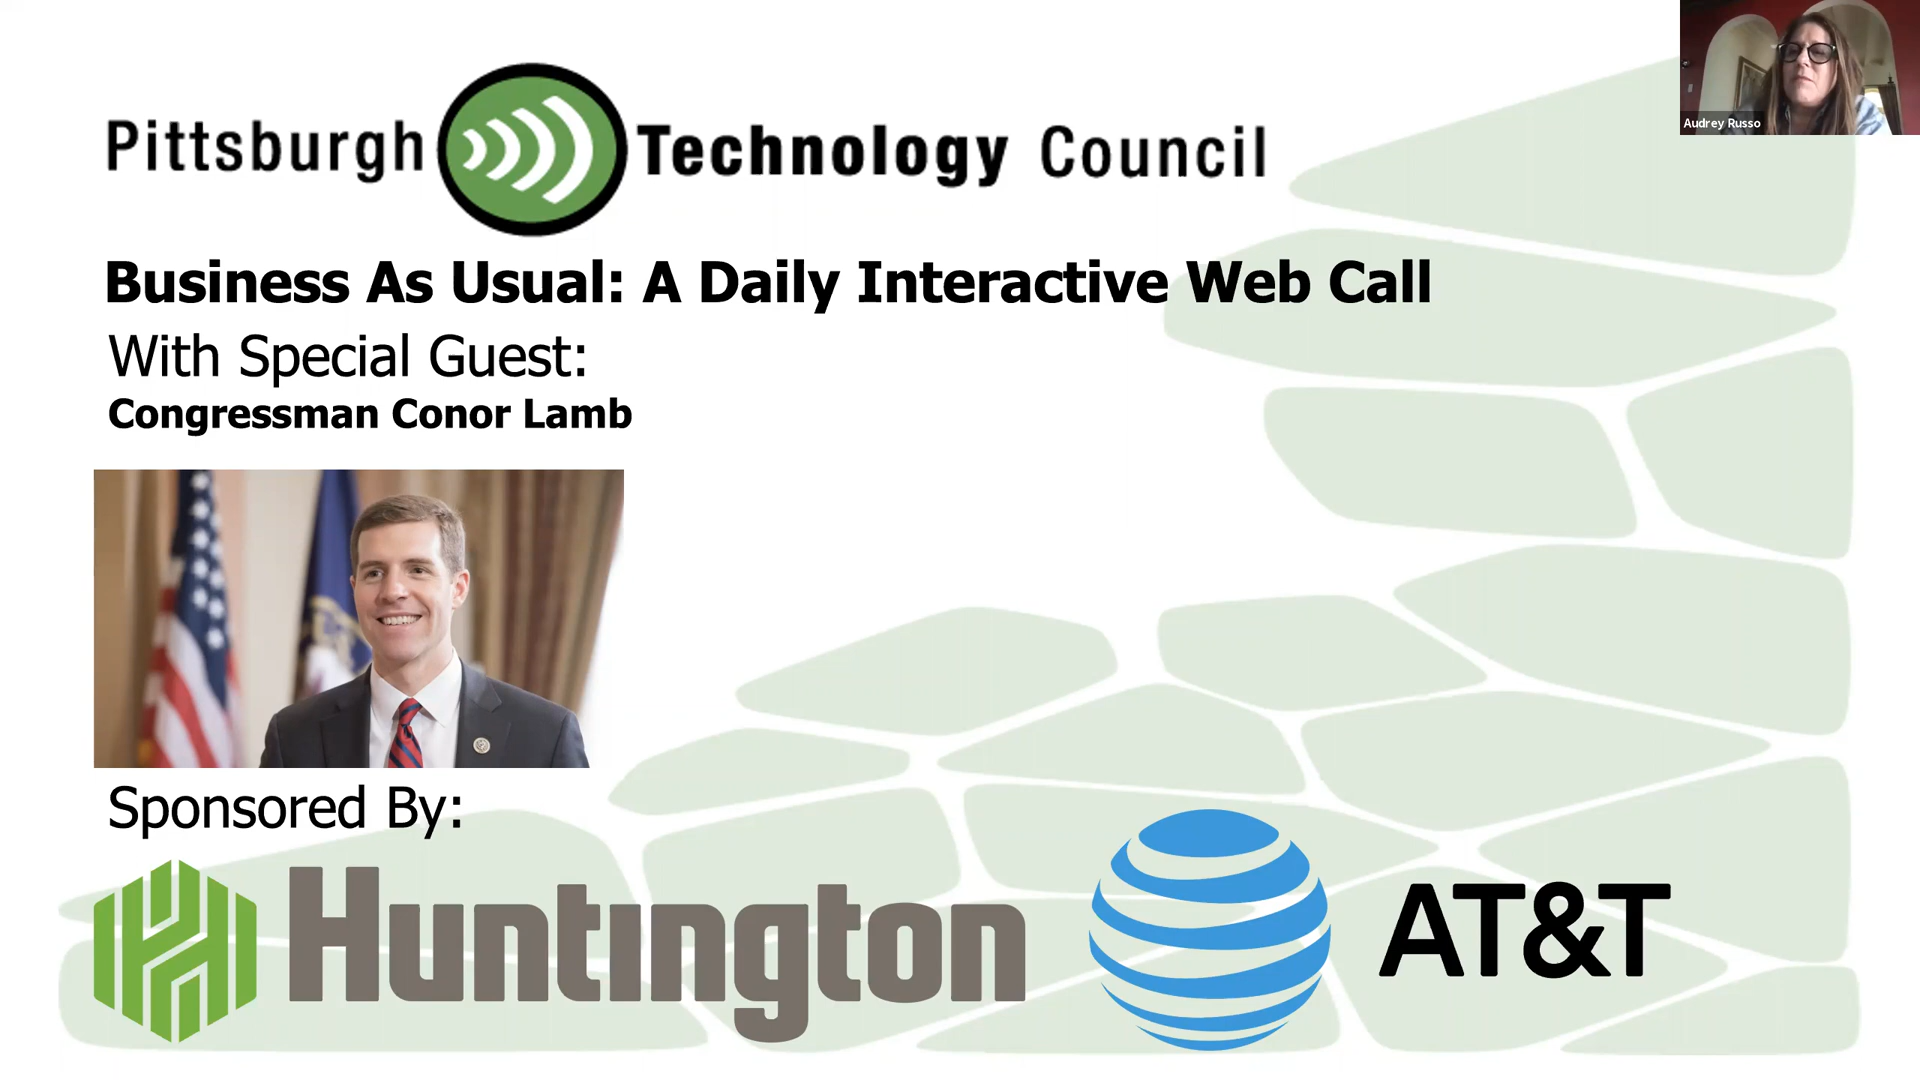 Pittsburgh Technology Council
Audrey Russo
Business As Usual: A Daily Interactive Web Call
With Special Guest:
Congressman Conor Lamb
Sponsored By:
Huntington
AT&T